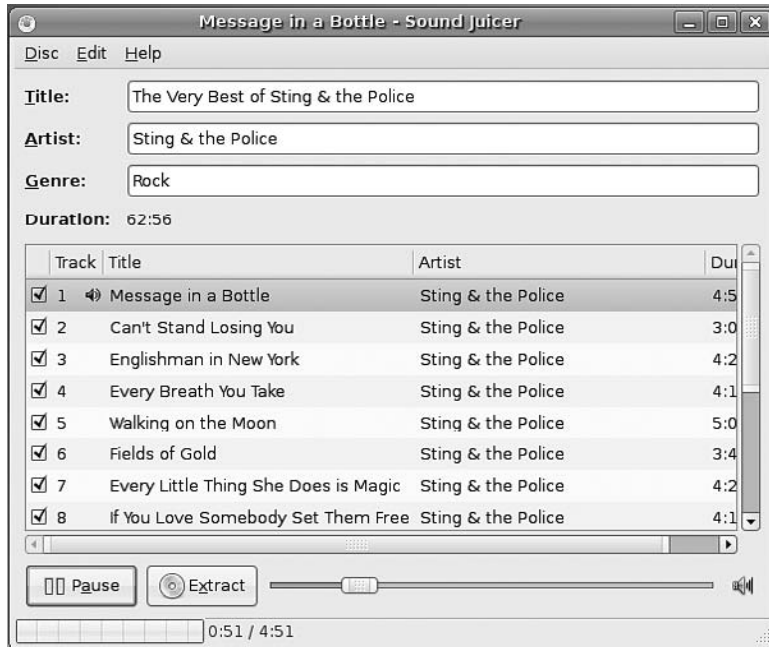 Message in a Bottle - Sound Juicer
Disc Edit Help
Title: The Very Best of Sting & the Police
Artist: Sting & the Police
Genre: Rock
Duration: 62:56
Track Title Artist Dur
1 Message in a Bottle Sting & the Police 4:5
2 Can't Stand Losing You Sting & the Police 3:0
3 Englishman in New York Sting & the Police 4:2
4 Every Breath You Take Sting & the Police 4:1
5 Walking on the Moon Sting & the Police 5:0
6 Fields of Gold Sting & the Police 3:4
7 Every Little Thing She Does is Magic Sting & the Police 4:2
8 If You Love Somebody Set Them Free Sting & the Police 4:1
Pause Extract
0:51 / 4:51